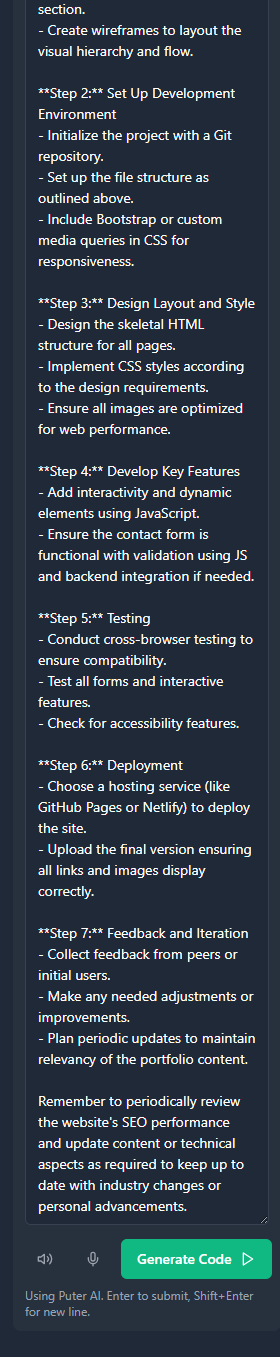 section.
- Create wireframes to layout the
visual hierarchy and flow.
**Step 2:** Set Up Development
Environment
- Initialize the project with a Git
repository.
- Set up the file structure as
outlined above.
- Include Bootstrap or custom
media queries in CSS for
responsiveness.
**Step 3:** Design Layout and Style
- Design the skeletal HTML
structure for all pages.
- Implement CSS styles according
to the design requirements.
- Ensure all images are optimized
for web performance.
**Step 4:** Develop Key Features
- Add interactivity and dynamic
elements using JavaScript.
- Ensure the contact form is
functional with validation using JS
and backend integration if needed.
**Step 5:** Testing
- Conduct cross-browser testing to
ensure compatibility.
- Test all forms and interactive
features.
- Check for accessibility features.
**Step 6:** Deployment
- Choose a hosting service (like
GitHub Pages or Netlify) to deploy
the site.
- Upload the final version ensuring
all links and images display
correctly.
**Step 7:** Feedback and Iteration
- Collect feedback from peers or
initial users.
- Make any needed adjustments or
improvements.
- Plan periodic updates to maintain
relevancy of the portfolio content.
Remember to periodically review
the website's SEO performance
and update content or technical
aspects as required to keep up to
date with industry changes or
personal advancements.
Generate Code
Using Puter AI. Enter to submit, Shift+Enter
for new line.